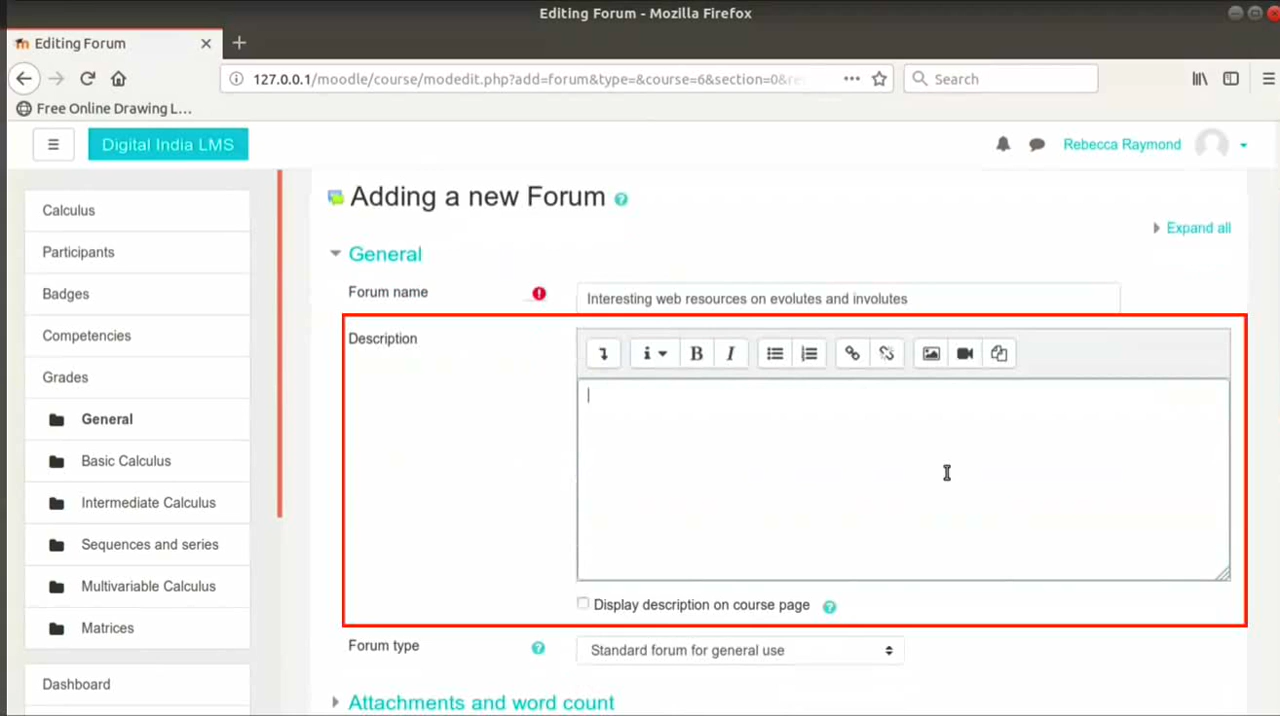 Editing Forum - Mozilla Firefox
Editing Forum
127.0.0.1/moodle/course/modedit.php?add=forum&type=&course=6&section=0&re
Search
Free Online Drawing L...
Digital India LMS
Rebecca Raymond
Calculus
Participants
Badges
Competencies
Grades
General
Basic Calculus
Intermediate Calculus
Sequences and series
Multivariable Calculus
Matrices
Dashboard
Adding a new Forum
Expand all
General
Forum name
Interesting web resources on evolutes and involutes
Description
Display description on course page
Forum type
Standard forum for general use
Attachments and word count